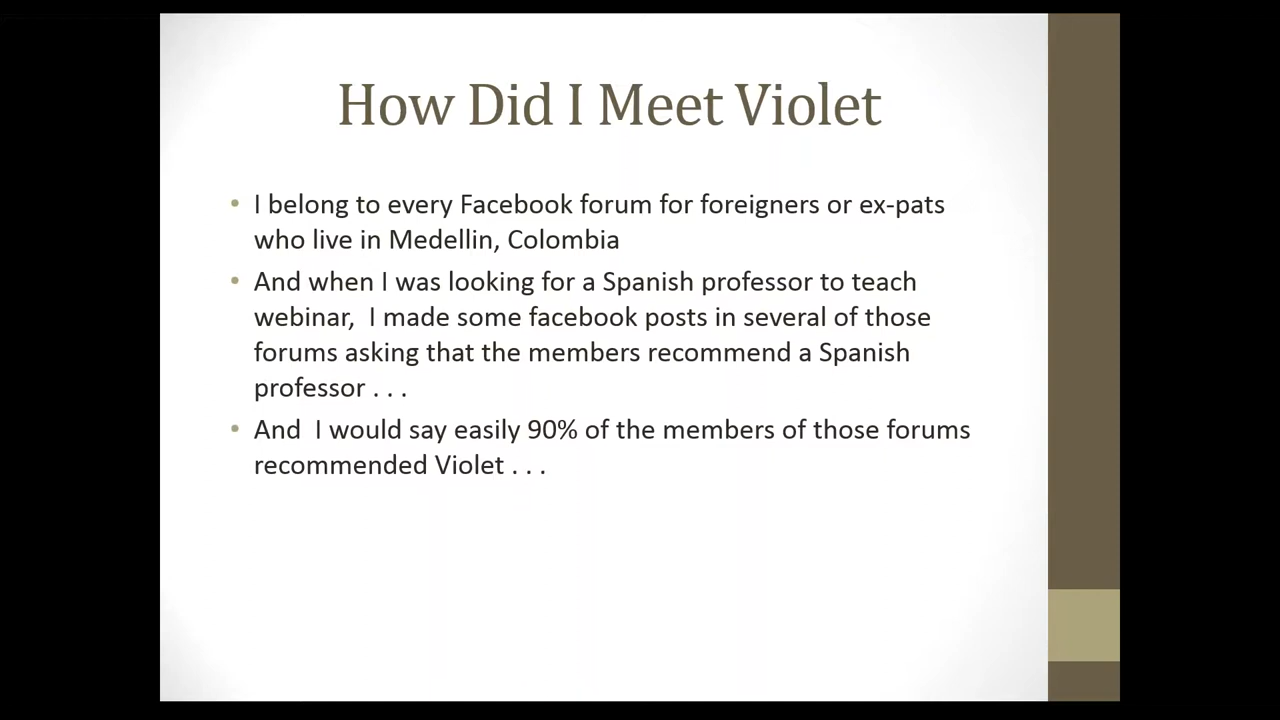 How Did I Meet Violet
• I belong to every Facebook forum for foreigners or ex-pats
who live in Medellin, Colombia
• And when I was looking for a Spanish professor to teach
webinar,  I made some facebook posts in several of those
forums asking that the members recommend a Spanish
professor . . .
• And  I would say easily 90% of the members of those forums
recommended Violet . . .